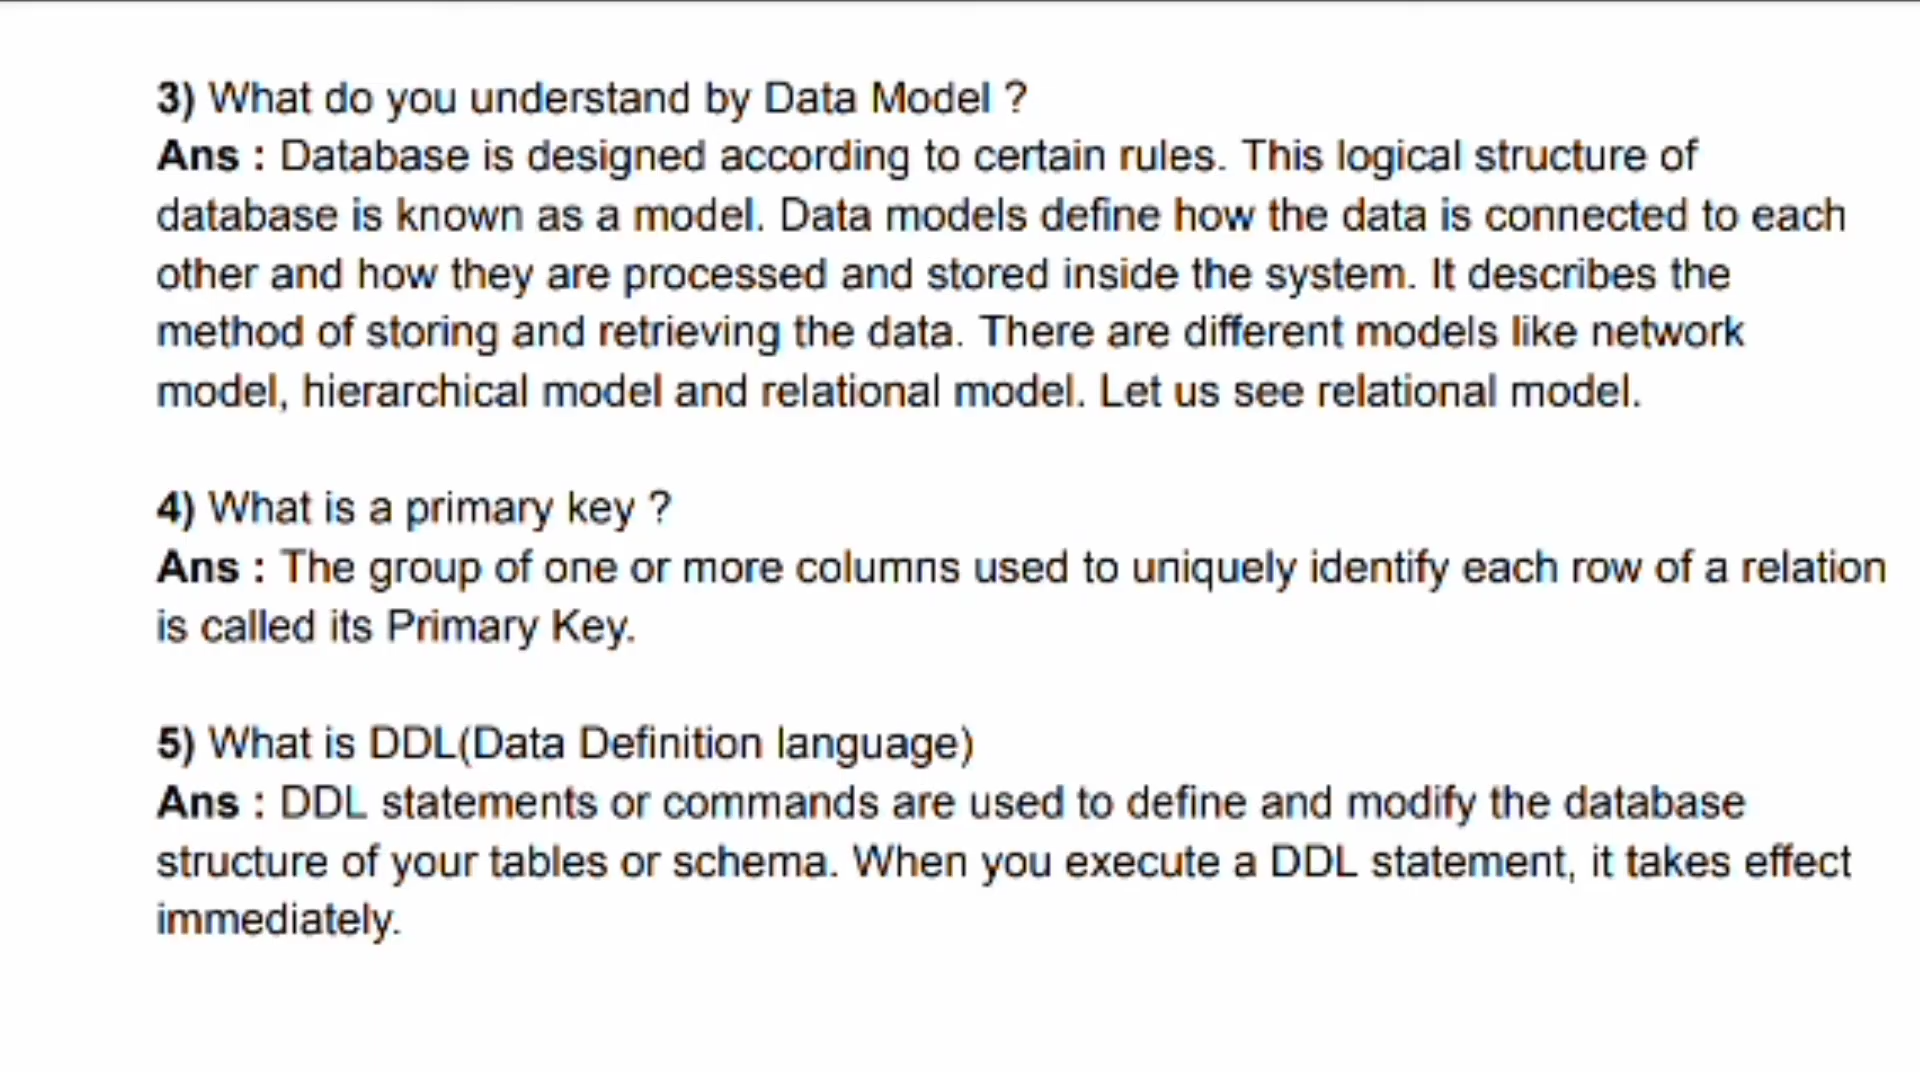 3) What do you understand by Data Model ?
Ans : Database is designed according to certain rules. This logical structure of
database is known as a model. Data models define how the data is connected to each
other and how they are processed and stored inside the system. It describes the
method of storing and retrieving the data. There are different models like network
model, hierarchical model and relational model. Let us see relational model.
4) What is a primary key ?
Ans : The group of one or more columns used to uniquely identify each row of a relation
is called its Primary Key.
5) What is DDL(Data Definition language)
Ans : DDL statements or commands are used to define and modify the database
structure of your tables or schema. When you execute a DDL statement, it takes effect
immediately.